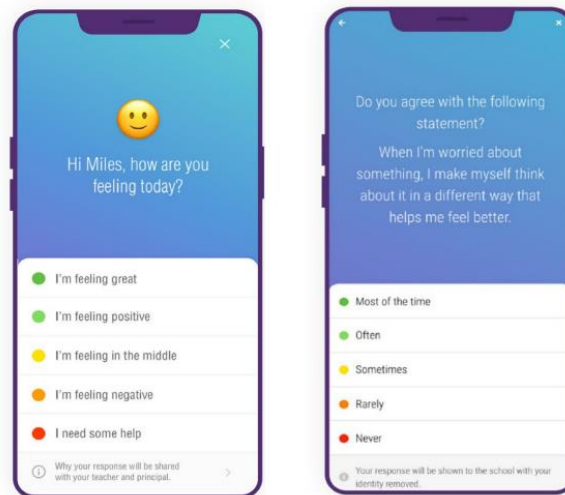 Hi Miles, how are you
feeling today?
I'm feeling great
I'm feeling positive
I'm feeling in the middle
I'm feeling negative
I need some help
Why your response will be shared
with your teacher and principal.
Do you agree with the following
statement?
When I'm worried about
something, I make myself think
about it in a different way that
helps me feel better.
Most of the time
Often
Sometimes
Rarely
Never
Your response will be shown to the school with your
identity removed.